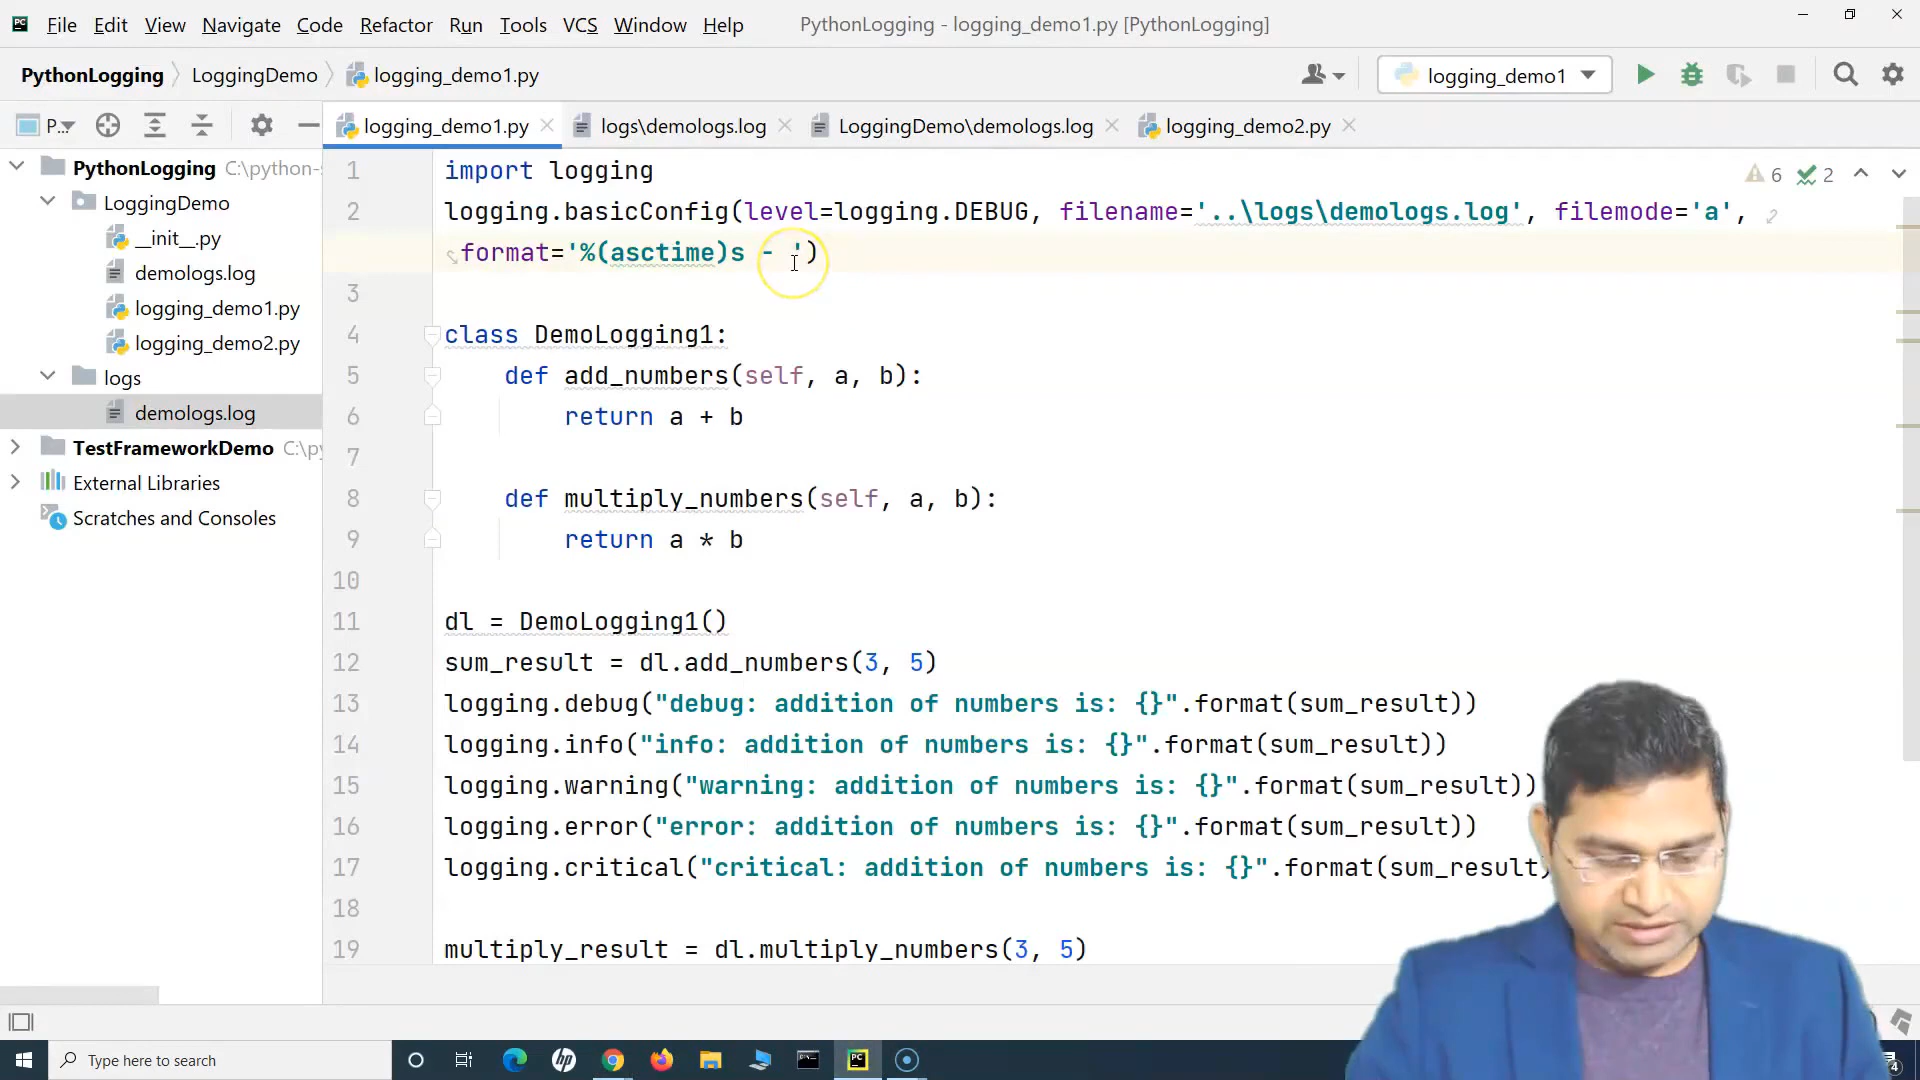 File Edit View Navigate Code Refactor Run Tools VCS Window Help PythonLogging - logging_demo1.py [PythonLogging]
PythonLogging LoggingDemo logging_demo1.py logging_demo1
P... logging_demo1.py logs\demologs.log LoggingDemo\demologs.log logging_demo2.py
PythonLogging C:\python-s
LoggingDemo
__init__.py
demologs.log
logging_demo1.py
logging_demo2.py
logs
demologs.log
TestFrameworkDemo C:\py
External Libraries
Scratches and Consoles
6 2
1 import logging
2 logging.basicConfig(level=logging.DEBUG, filename='..\logs\demologs.log', filemode='a',
format='%(asctime)s - ')
3
4 class DemoLogging1:
5 def add_numbers(self, a, b):
6 return a + b
7
8 def multiply_numbers(self, a, b):
9 return a * b
10
11 dl = DemoLogging1()
12 sum_result = dl.add_numbers(3, 5)
13 logging.debug("debug: addition of numbers is: {}".format(sum_result))
14 logging.info("info: addition of numbers is: {}".format(sum_result))
15 logging.warning("warning: addition of numbers is: {}".format(sum_result))
16 logging.error("error: addition of numbers is: {}".format(sum_result))
17 logging.critical("critical: addition of numbers is: {}".format(sum_result)
18
19 multiply_result = dl.multiply_numbers(3, 5)
Type here to search
hp
PC
4